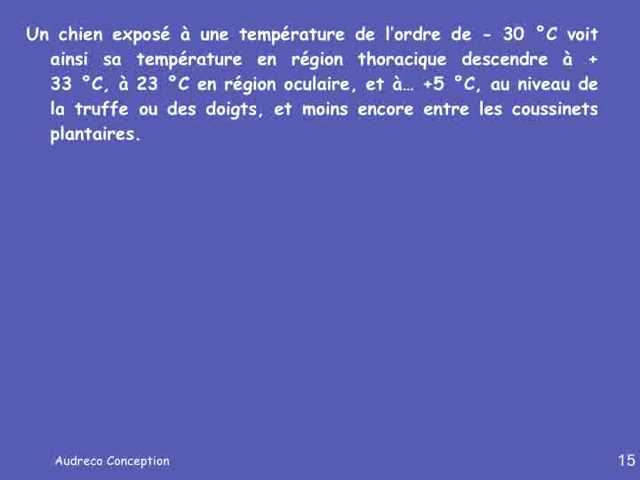 Un chien exposé à une température de l'ordre de - 30 °C voit
ainsi sa température en région thoracique descendre à +
33 °C, à 23 °C en région oculaire, et à… +5 °C, au niveau de
la truffe ou des doigts, et moins encore entre les coussinets
plantaires.
Audreco Conception
15